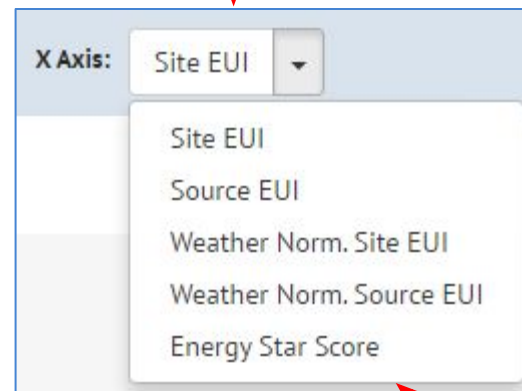 X Axis: Site EUI
Site EUI
Source EUI
Weather Norm. Site EUI
Weather Norm. Source EUI
Energy Star Score